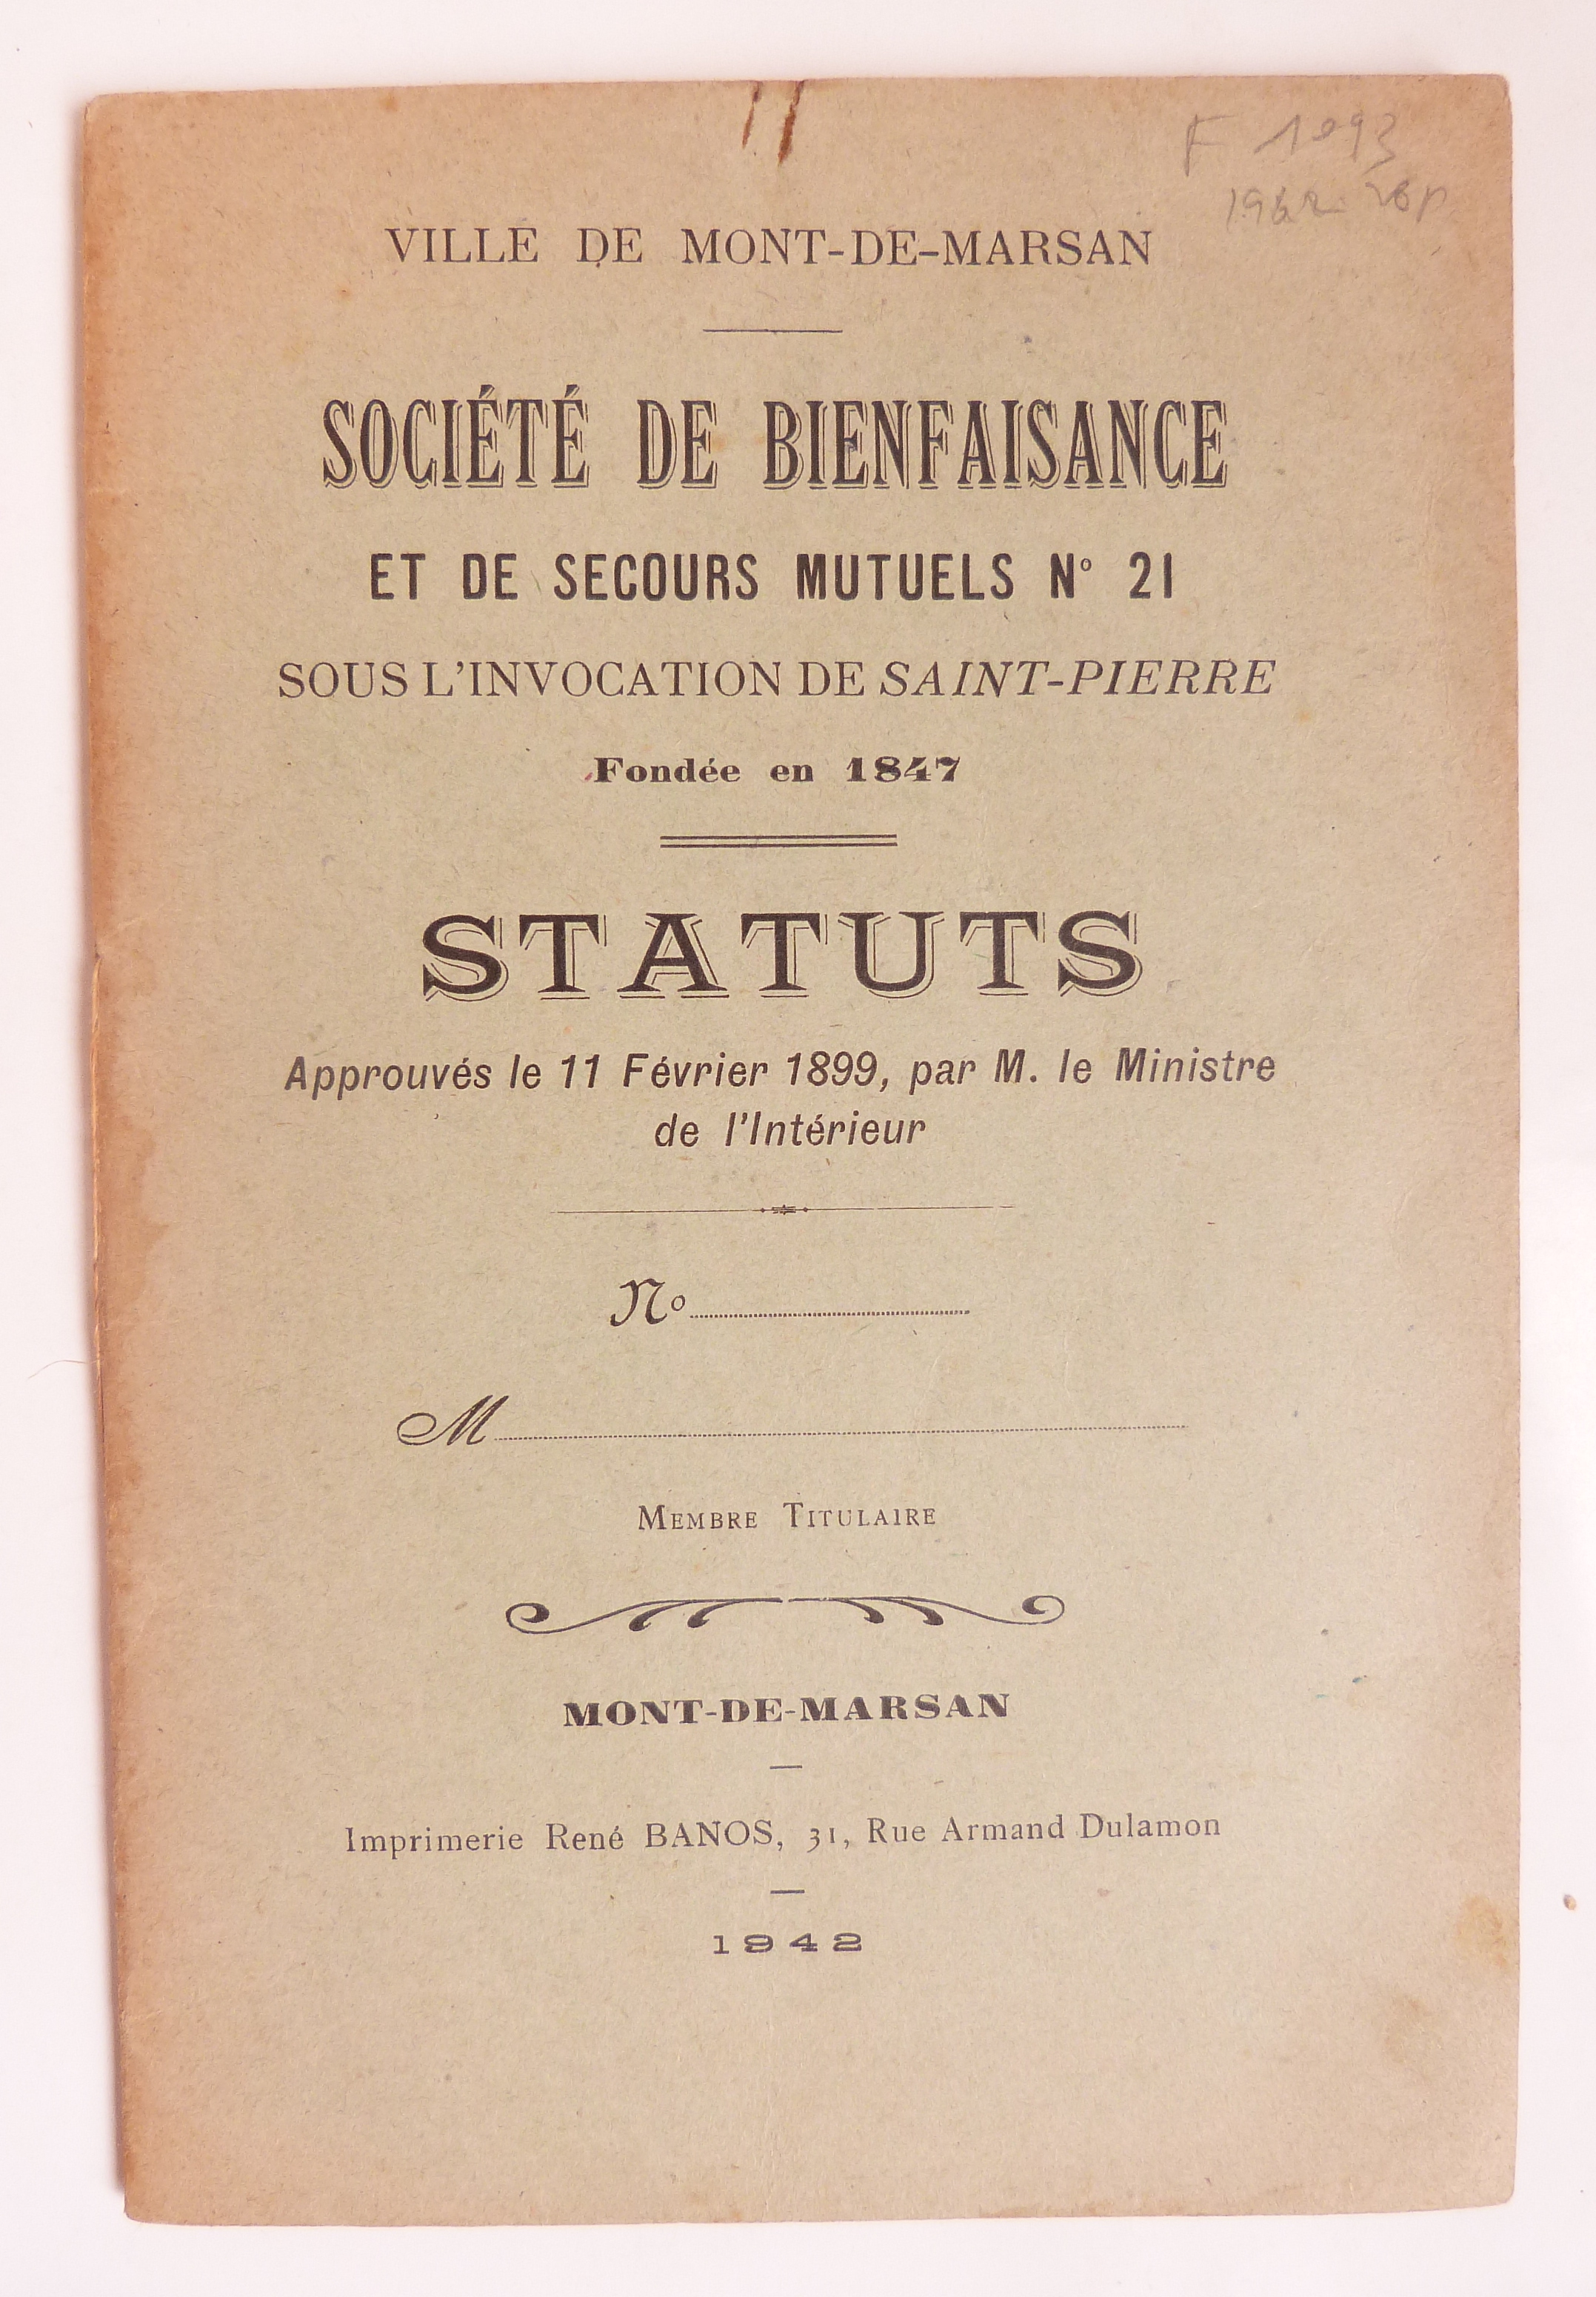 F 1093
1942
VILLE DE MONT-DE-MARSAN
SOCIÉTÉ DE BIENFAISANCE
ET DE SECOURS MUTUELS Nº 21
SOUS L'INVOCATION DE SAINT-PIERRE
Fondée en 1847
STATUTS
Approuvés le 11 Février 1899, par M. le Ministre
de l'Intérieur
Nº
M
MEMBRE TITULAIRE
MONT-DE-MARSAN
Imprimerie René BANOS, 31, Rue Armand Dulamon
1942